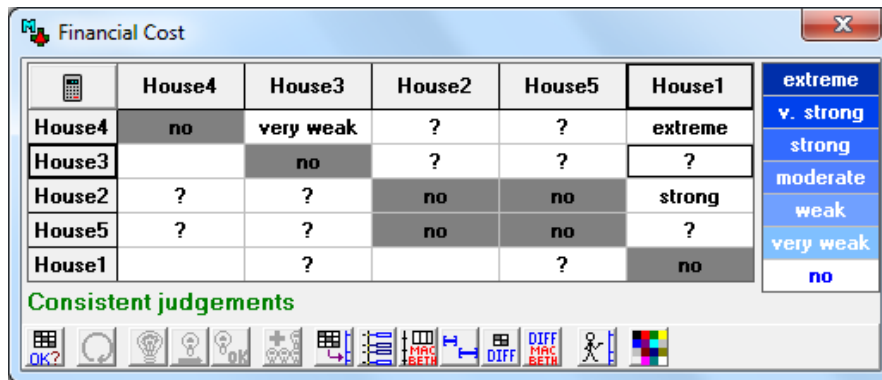 Financial Cost
House4 House3 House2 House5 House1 extreme
House4 no very weak ? ? extreme v. strong
House3 no ? ? ? strong
House2 ? ? no no strong moderate
House5 ? ? no no ? weak
House1 ? ? no very weak
no
Consistent judgements
OK? OK MAC BETH DIFF DIFF MAC BETH